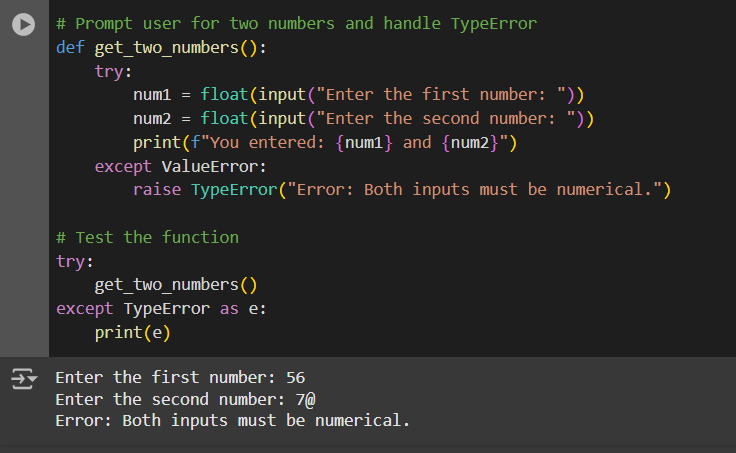 # Prompt user for two numbers and handle TypeError
def get_two_numbers():
    try:
        num1 = float(input("Enter the first number: "))
        num2 = float(input("Enter the second number: "))
        print(f"You entered: {num1} and {num2}")
    except ValueError:
        raise TypeError("Error: Both inputs must be numerical.")

# Test the function
try:
    get_two_numbers()
except TypeError as e:
    print(e)
Enter the first number: 56
Enter the second number: 7@
Error: Both inputs must be numerical.